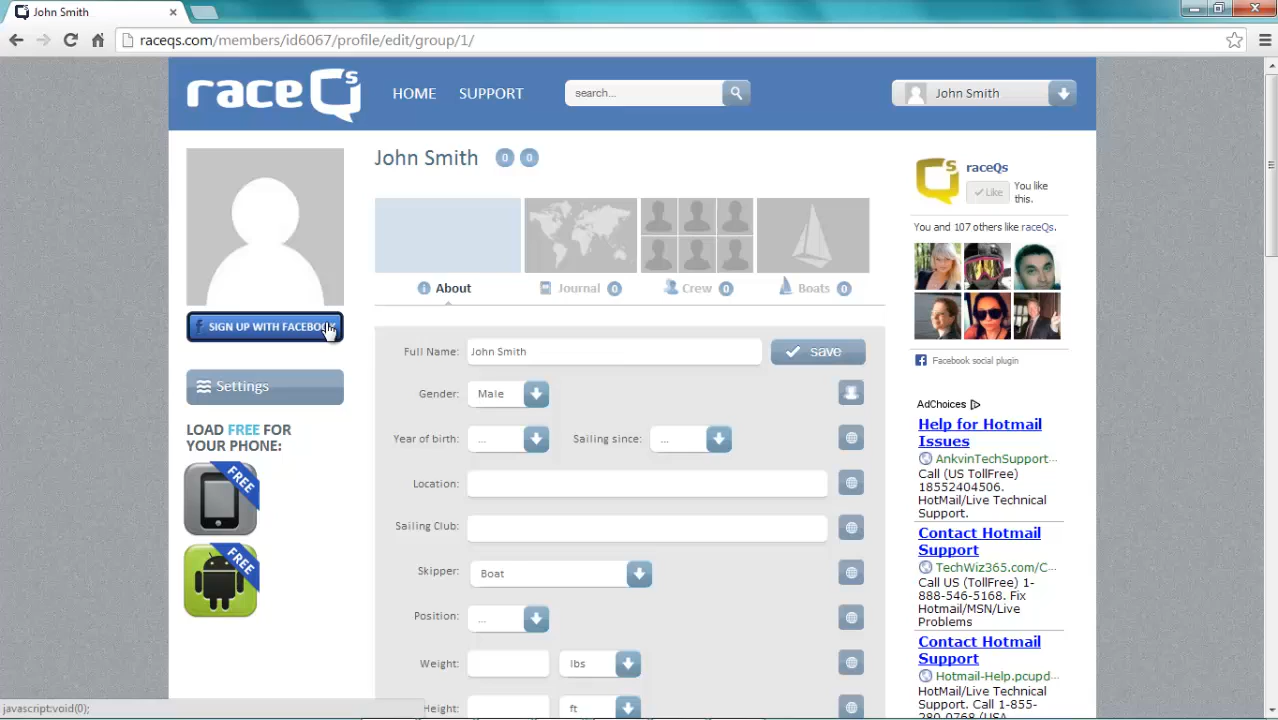 John Smith
raceqs.com/members/id6067/profile/edit/group/1/
raceQs
HOME
SUPPORT
search...
John Smith
John Smith
0
0
SIGN UP WITH FACEBOOK
Settings
LOAD FREE FOR
YOUR PHONE:
FREE
FREE
About
Journal 0
Crew 0
Boats 0
Full Name:
John Smith
save
Gender:
Male
Year of birth:
...
Sailing since:
...
Location:
Sailing Club:
Skipper:
Boat
Position:
...
Weight:
lbs
Height:
ft
raceQs
Like
You like
this.
You and 107 others like raceQs.
Facebook social plugin
AdChoices
Help for Hotmail
Issues
AnkvinTechSupport...
Call (US TollFree)
18552404506.
HotMail/Live Technical
Support.
Contact Hotmail
Support
TechWiz365.com/C...
Call US (TollFree) 1-
888-546-5168. Fix
Hotmail/MSN/Live
Problems
Contact Hotmail
Support
Hotmail-Help.pcupd...
HotMail/Live Technical
Support. Call 1-855-
280-0768 (USA
javascript:void(0);